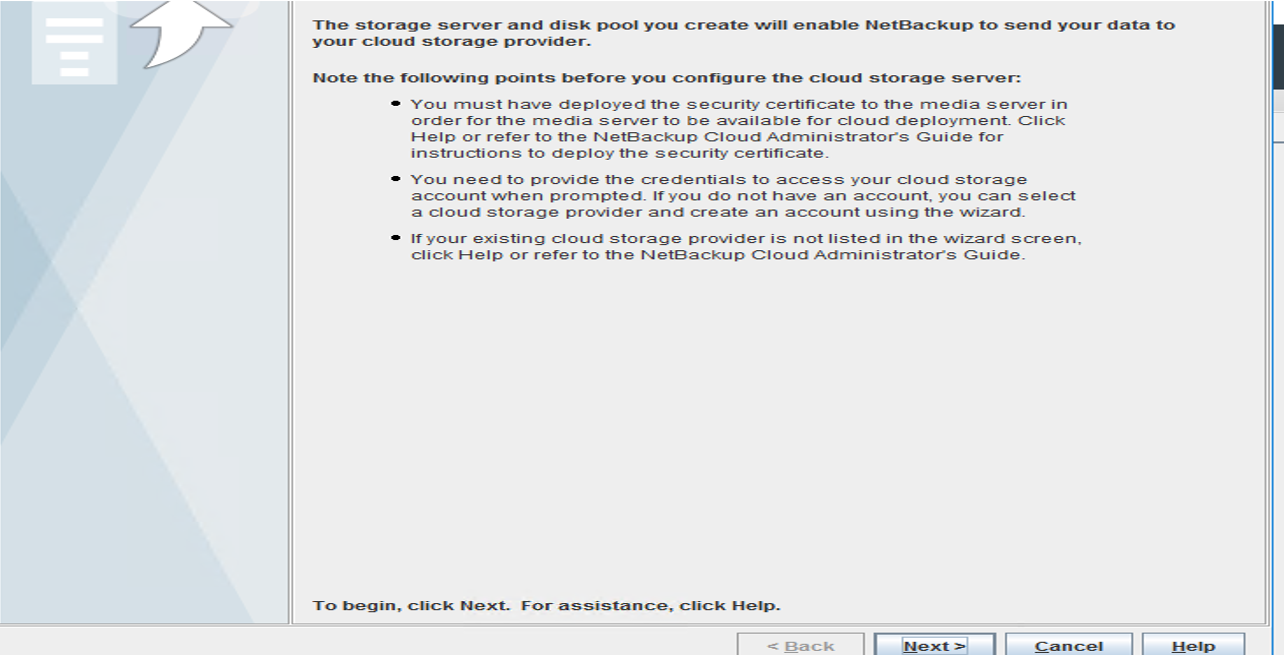 The storage server and disk pool you create will enable NetBackup to send your data to
your cloud storage provider.
Note the following points before you configure the cloud storage server:
• You must have deployed the security certificate to the media server in
order for the media server to be available for cloud deployment. Click
Help or refer to the NetBackup Cloud Administrator's Guide for
instructions to deploy the security certificate.
• You need to provide the credentials to access your cloud storage
account when prompted. If you do not have an account, you can select
a cloud storage provider and create an account using the wizard.
• If your existing cloud storage provider is not listed in the wizard screen,
click Help or refer to the NetBackup Cloud Administrator's Guide.
To begin, click Next. For assistance, click Help.
< Back Next > Cancel Help